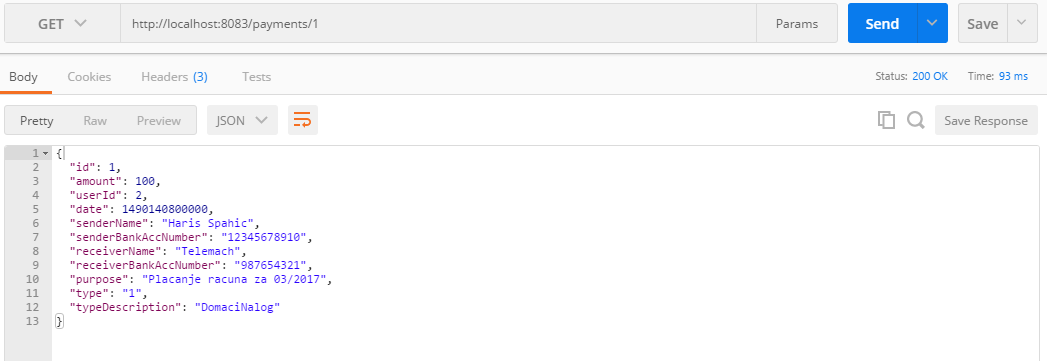 GET http://localhost:8083/payments/1 Params Send Save
Body Cookies Headers (3) Tests Status: 200 OK Time: 93 ms
Pretty Raw Preview JSON Save Response
1 {
2 "id": 1,
3 "amount": 100,
4 "userId": 2,
5 "date": 1490140800000,
6 "senderName": "Haris Spahic",
7 "senderBankAccNumber": "12345678910",
8 "receiverName": "Telemach",
9 "receiverBankAccNumber": "987654321",
10 "purpose": "Placanje racuna za 03/2017",
11 "type": "1",
12 "typeDescription": "DomaciNalog"
13 }